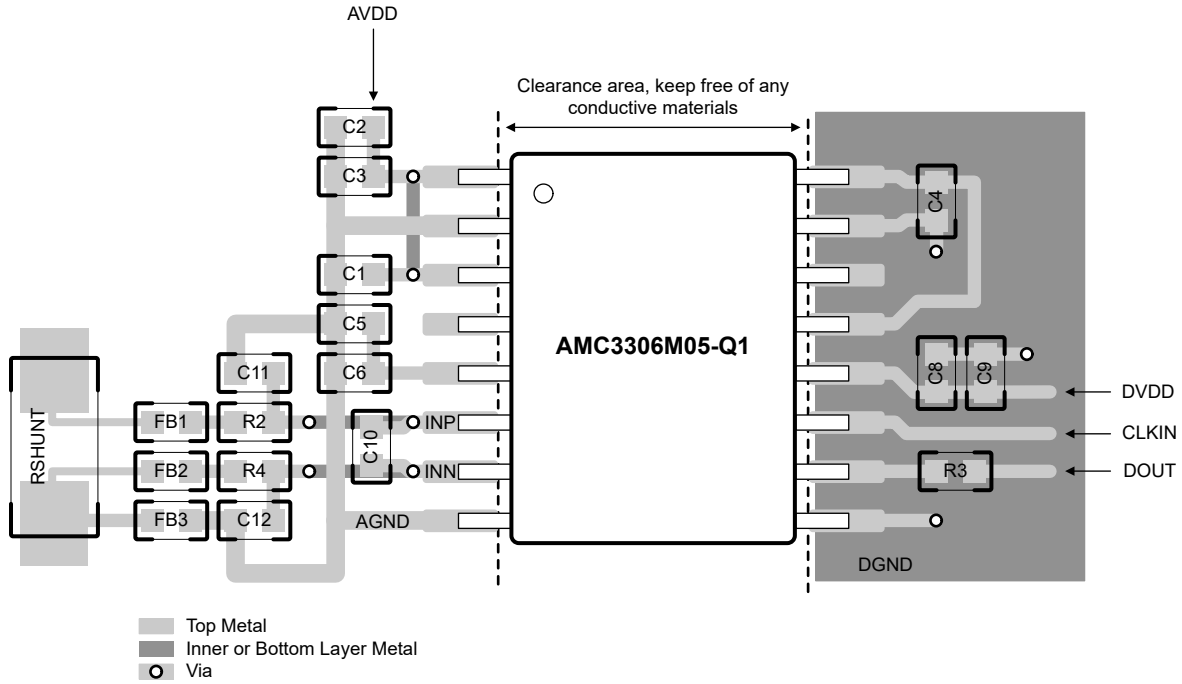 AVDD
Clearance area, keep free of any
conductive materials
C2
C3
C4
C1
C5
AMC3306M05-Q1
C11
C6
C8
C9
DVDD
RSHUNT
FB1
R2
C10
INP
CLKIN
FB2
R4
INN
R3
DOUT
FB3
C12
AGND
DGND
Top Metal
Inner or Bottom Layer Metal
Via